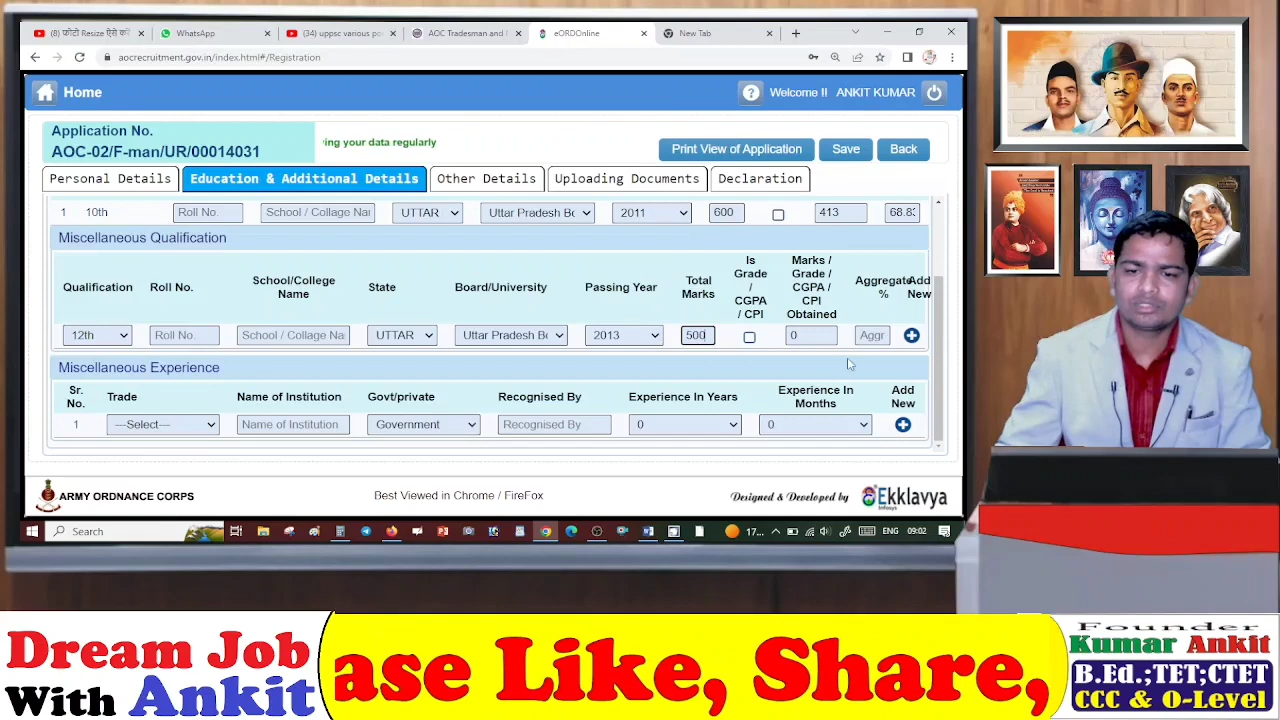 (8) फोटो Resize ऐसे करें
WhatsApp
(34) uppsc various po
AOC Tradesman and
eORDOnline
New Tab
aocrecruitment.gov.in/index.html#/Registration
Home
Welcome !! ANKIT KUMAR
Application No.
AOC-02/F-man/UR/00014031
ing your data regularly
Print View of Application
Save
Back
Personal Details
Education & Additional Details
Other Details
Uploading Documents
Declaration
1 10th Roll No. School / Collage Name UTTAR Uttar Pradesh Bo 2011 600 413 68.83
Miscellaneous Qualification
Qualification Roll No. School/College Name State Board/University Passing Year Total Marks Is Grade / CGPA / CPI Marks / Grade / CGPA / CPI Obtained Aggregate % Add New
12th Roll No. School / Collage Na UTTAR Uttar Pradesh Bo 2013 500 0 Aggr
Miscellaneous Experience
Sr. No. Trade Name of Institution Govt/private Recognised By Experience In Years Experience In Months Add New
1 ---Select--- Name of Institution Government Recognised By 0 0
ARMY ORDNANCE CORPS
Best Viewed in Chrome / FireFox
Designed & Developed by
Ekklavya
Infosys
Search
17...
ENG
09:02
Dream Job
With Ankit
ase Like, Share,
Founder
Kumar Ankit
B.Ed.;TET;CTET
CCC & O-Level